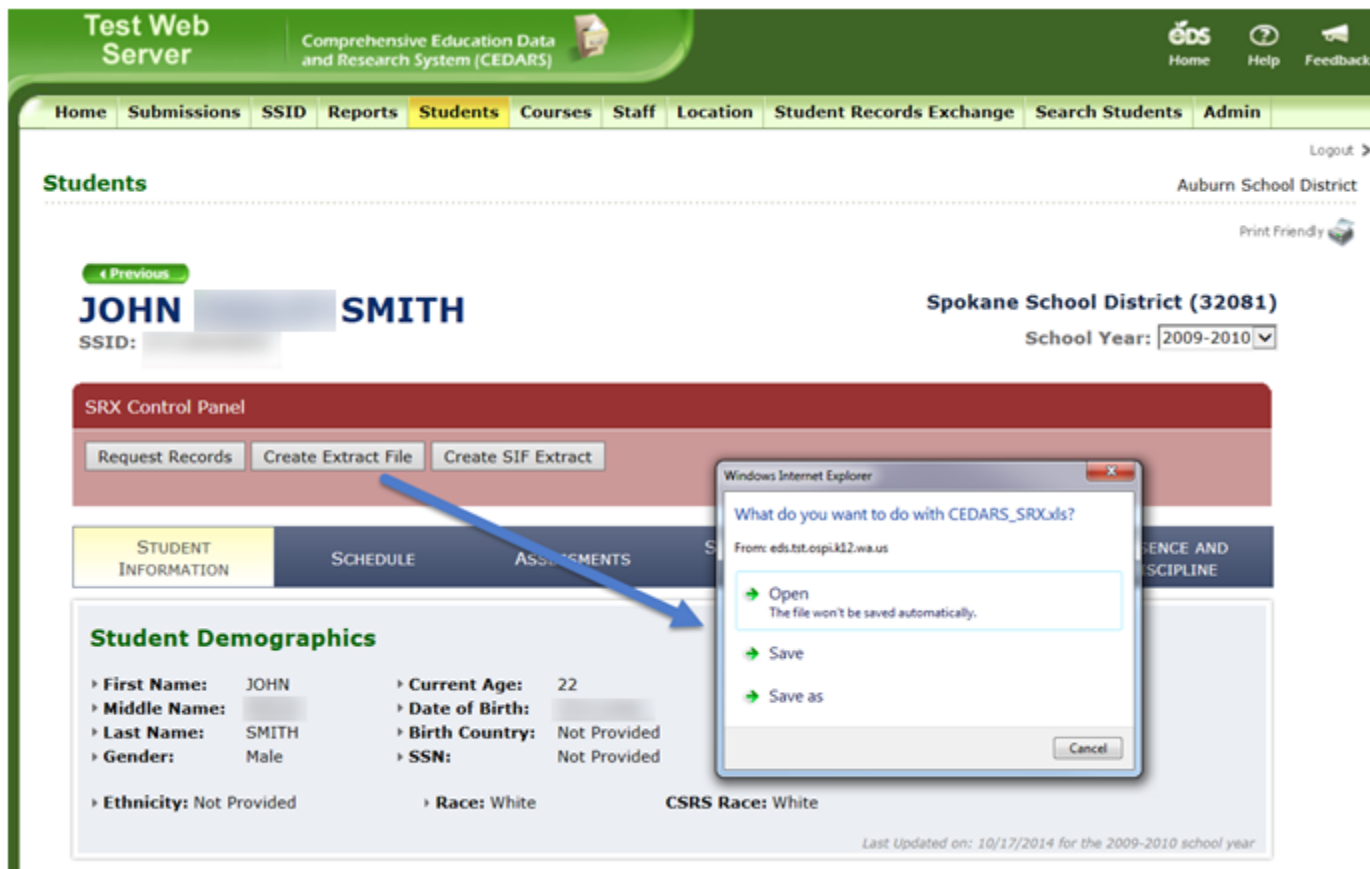 Test Web
Server
Comprehensive Education Data
and Research System (CEDARS)
eds
Home
Help
Feedback
Home Submissions SSID Reports Students Courses Staff Location Student Records Exchange Search Students Admin
Logout
Students
Auburn School District
Print Friendly
Previous
JOHN SMITH
Spokane School District (32081)
SSID:
School Year: 2009-2010
SRX Control Panel
Request Records Create Extract File Create SIF Extract
Windows Internet Explorer
What do you want to do with CEDARS_SRX.xls?
From: eds.tst.ospi.k12.wa.us
Open
The file won't be saved automatically.
Save
Save as
Cancel
STUDENT
INFORMATION
SCHEDULE
AND
Student Demographics
First Name: JOHN Current Age: 22
Middle Name: Date of Birth:
Last Name: SMITH Birth Country: Not Provided
Gender: Male SSN: Not Provided
Ethnicity: Not Provided Race: White CSRS Race: White
Last Updated on: 10/17/2014 for the 2009-2010 school year